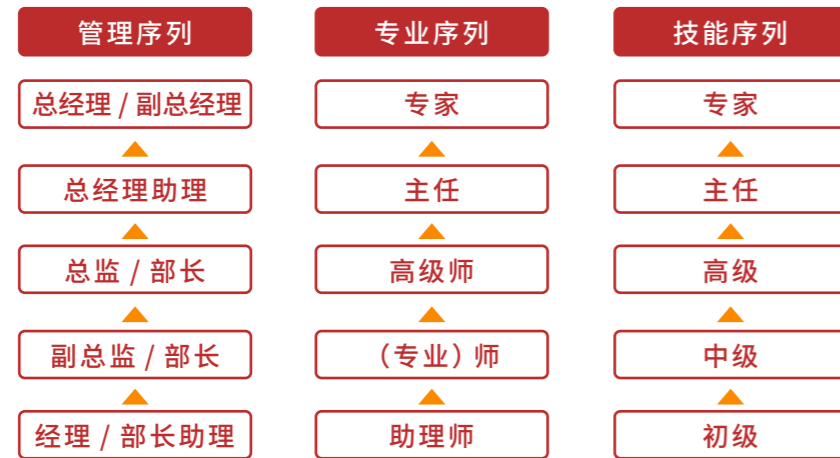 管理序列
专业序列
技能序列
总经理 / 副总经理
专家
专家
总经理助理
主任
主任
总监 / 部长
高级师
高级
副总监 / 部长
（专业）师
中级
经理 / 部长助理
助理师
初级